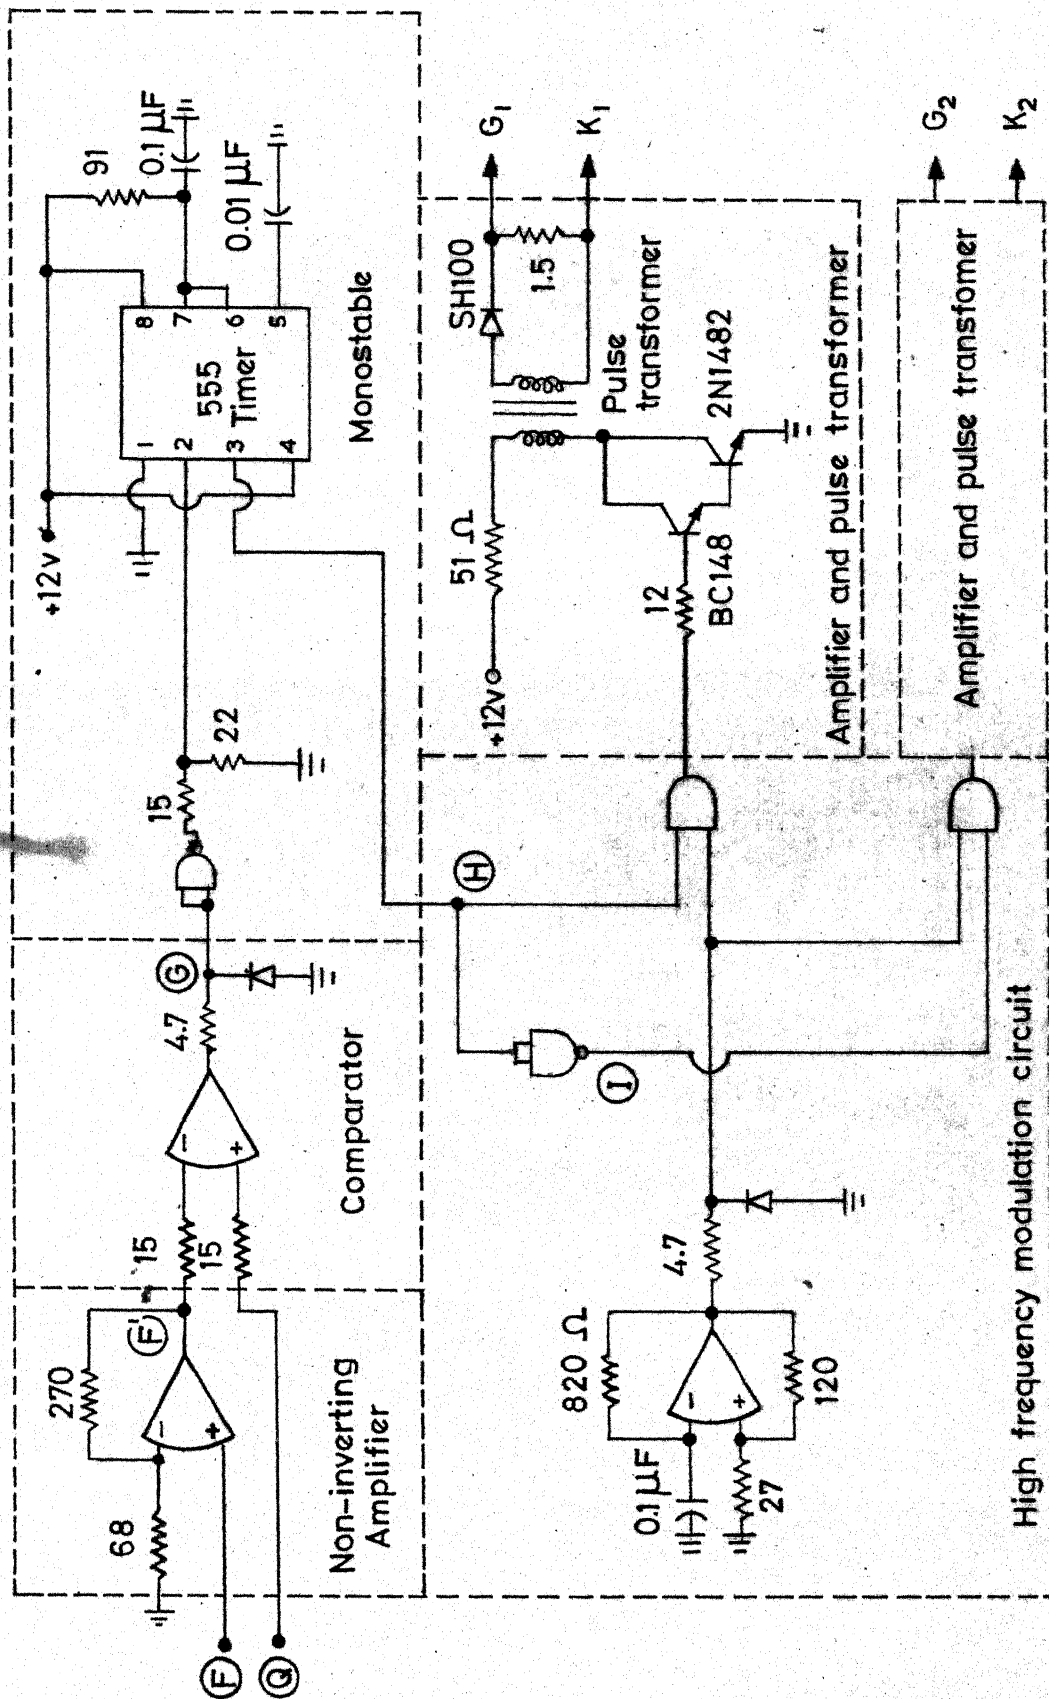 +12v
91
0.1 μF
0.01 μF
8
7
6
5
555
Timer
1
2
3
4
Monostable
15
22
G
4.7
−
+
Comparator
15
15
F'
270
−
+
68
Non-inverting
Amplifier
F
Q
G1
K1
SH100
1.5
Pulse
transformer
51 Ω
+12v
2N1482
12
BC148
Amplifier and pulse transformer
G2
K2
Amplifier and pulse transfomer
H
I
4.7
820 Ω
−
+
120
0.1 μF
27
High frequency modulation circuit